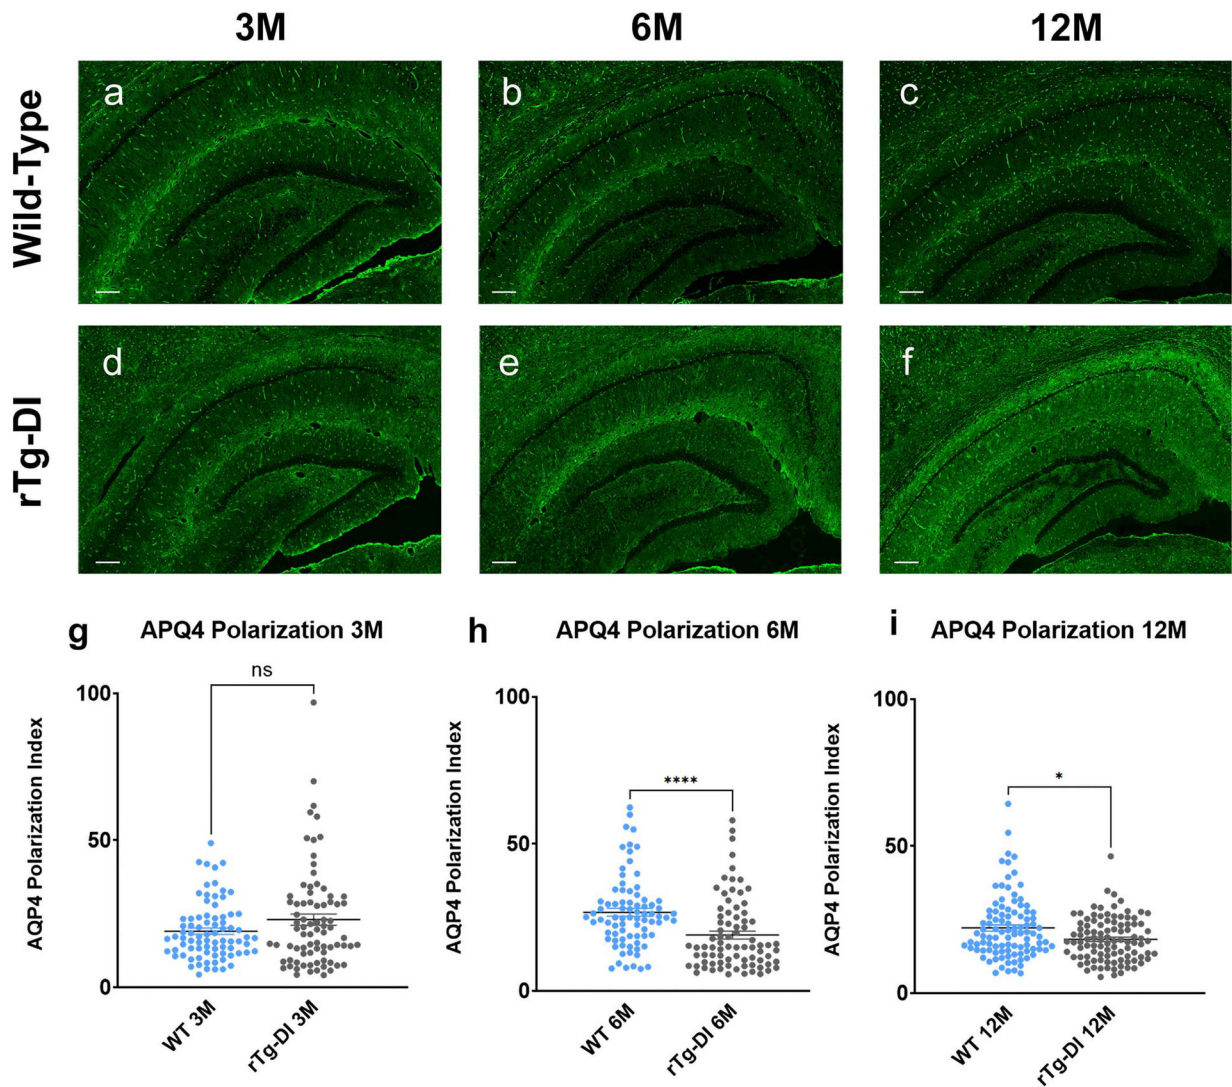 3M
6M
12M
Wild-Type
a
b
c
rTg-DI
d
e
f
g
APQ4 Polarization 3M
ns
100
50
0
AQP4 Polarization Index
WT 3M
rTg-DI 3M
h
APQ4 Polarization 6M
****
100
50
0
AQP4 Polarization Index
WT 6M
rTg-DI 6M
i
APQ4 Polarization 12M
*
100
50
0
AQP4 Polarization Index
WT 12M
rTg-DI 12M